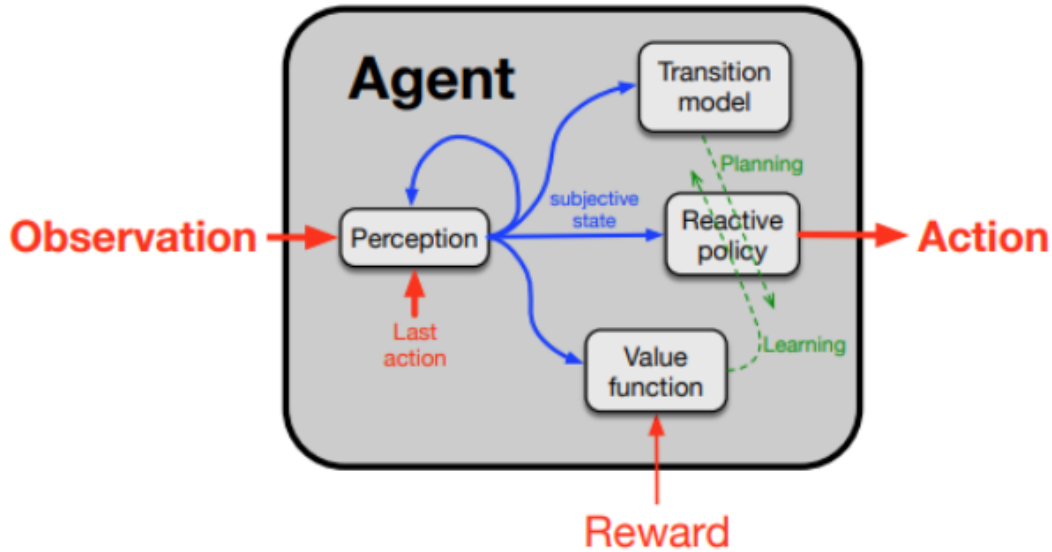 Agent
Transition
model
Planning
subjective
state
Observation
Perception
Reactive
policy
Action
Last
action
Value
function
Learning
Reward